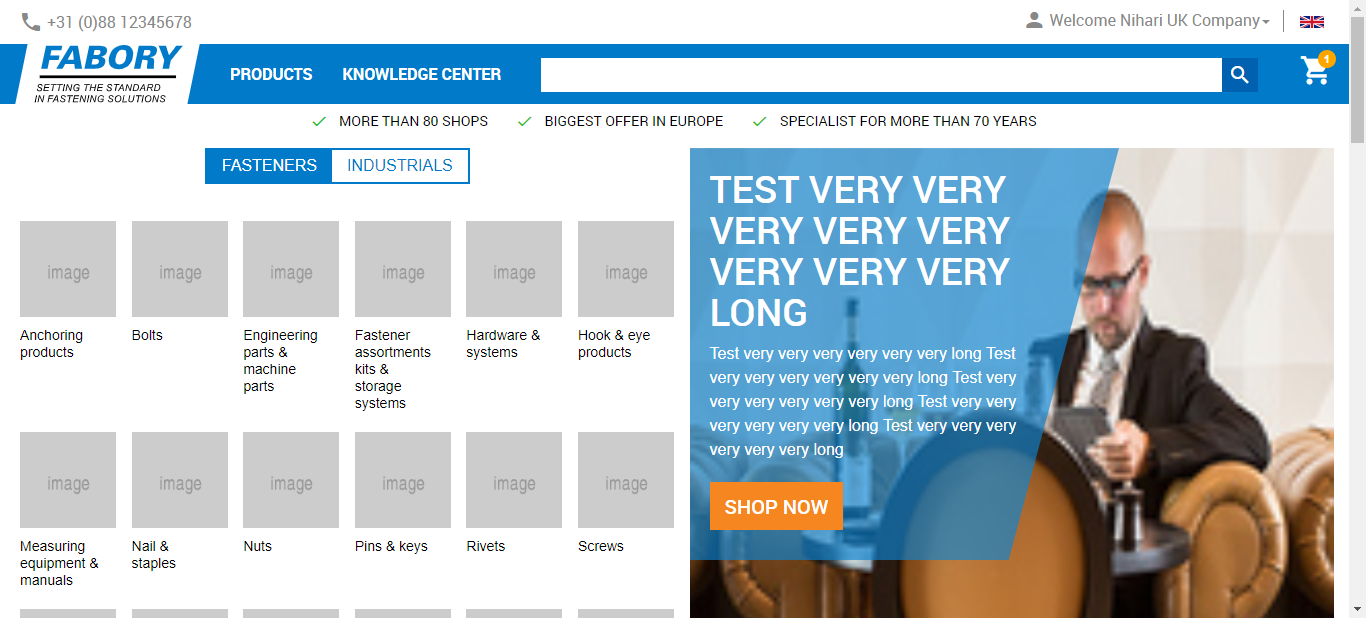 +31 (0)88 12345678
Welcome Nihari UK Company
FABORY
SETTING THE STANDARD
IN FASTENING SOLUTIONS
PRODUCTS
KNOWLEDGE CENTER
1
MORE THAN 80 SHOPS
BIGGEST OFFER IN EUROPE
SPECIALIST FOR MORE THAN 70 YEARS
FASTENERS
INDUSTRIALS
image
image
image
image
image
image
Anchoring
products
Bolts
Engineering
parts &
machine
parts
Fastener
assortments
kits &
storage
systems
Hardware &
systems
Hook & eye
products
image
image
image
image
image
image
Measuring
equipment &
manuals
Nail &
staples
Nuts
Pins & keys
Rivets
Screws
TEST VERY VERY
VERY VERY VERY
VERY VERY VERY
LONG
Test very very very very very very long Test
very very very very very very long Test very
very very very very very long Test very very
very very very very long Test very very very
very very very long
SHOP NOW